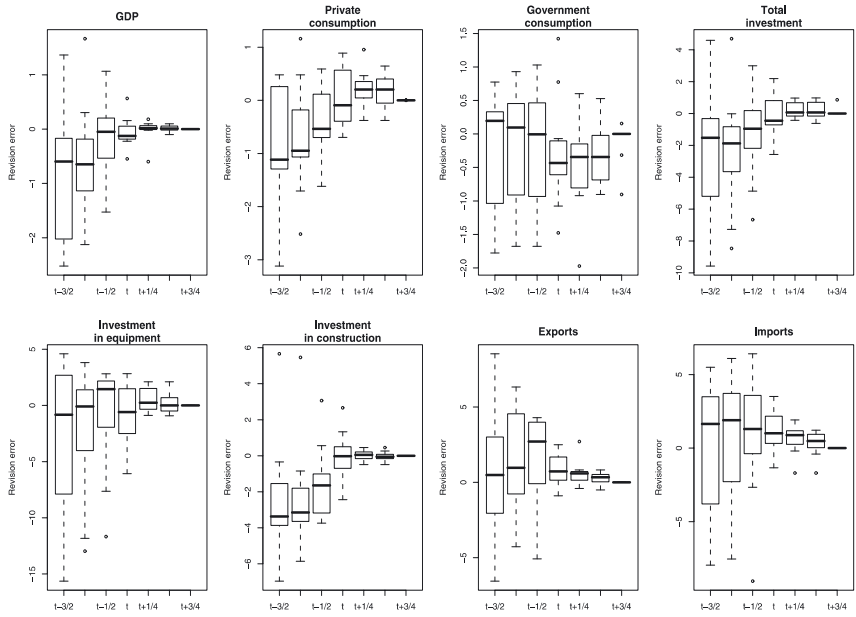 GDP
Revision error
1
0
−1
−2
t−3/2 t−1/2 t t+1/4 t+3/4
Private
consumption
Revision error
1
0
−1
−2
−3
t−3/2 t−1/2 t t+1/4 t+3/4
Government
consumption
Revision error
1.5
1.0
0.5
0.0
−0.5
−1.0
−1.5
−2.0
t−3/2 t−1/2 t t+1/4 t+3/4
Total
investment
Revision error
4
2
0
−2
−4
−6
−8
−10
t−3/2 t−1/2 t t+1/4 t+3/4
Investment
in equipment
Revision error
5
0
−5
−10
−15
t−3/2 t−1/2 t t+1/4 t+3/4
Investment
in construction
Revision error
6
4
2
0
−2
−4
−6
t−3/2 t−1/2 t t+1/4 t+3/4
Exports
Revision error
5
0
−5
t−3/2 t−1/2 t t+1/4 t+3/4
Imports
Revision error
5
0
−5
t−3/2 t−1/2 t t+1/4 t+3/4